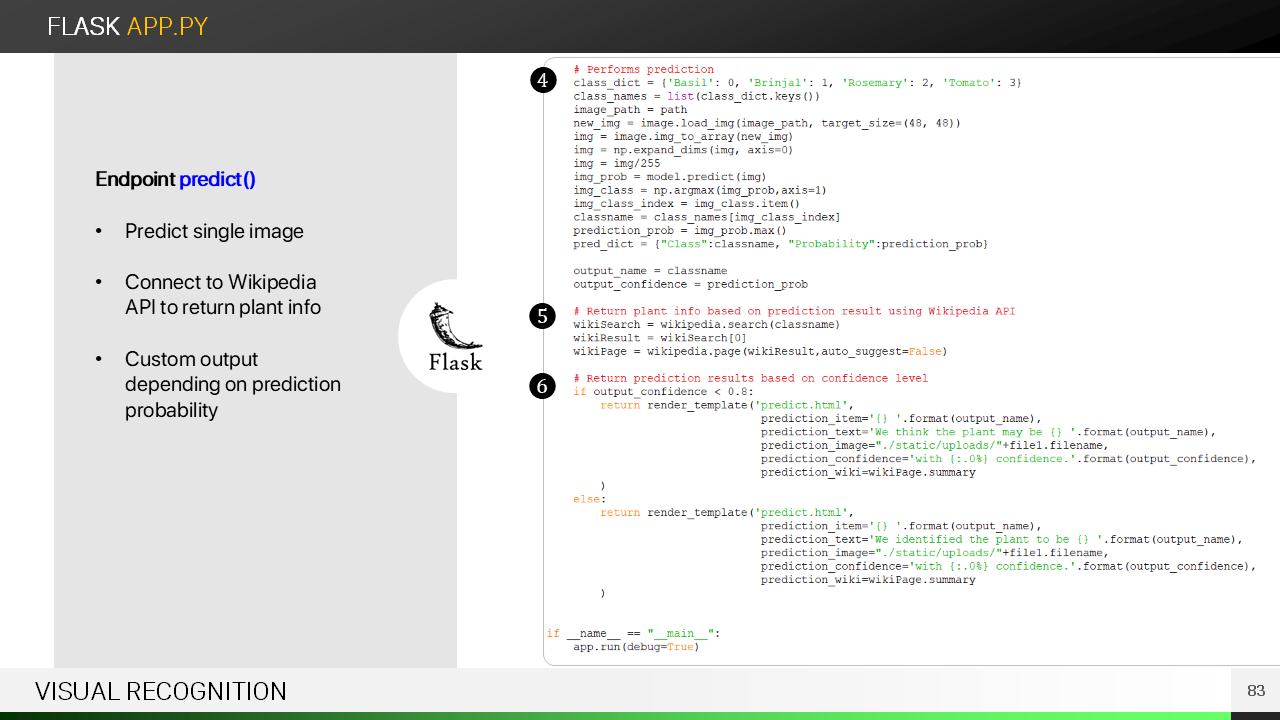 FLASK APP.PY
Endpoint predict()
• Predict single image
• Connect to Wikipedia
API to return plant info
• Custom output
depending on prediction
probability
Flask
4
# Performs prediction
class_dict = {'Basil': 0, 'Brinjal': 1, 'Rosemary': 2, 'Tomato': 3}
class_names = list(class_dict.keys())
image_path = path
new_img = image.load_img(image_path, target_size=(48, 48))
img = image.img_to_array(new_img)
img = np.expand_dims(img, axis=0)
img = img/255
img_prob = model.predict(img)
img_class = np.argmax(img_prob,axis=1)
img_class_index = img_class.item()
classname = class_names[img_class_index]
prediction_prob = img_prob.max()
pred_dict = {"Class":classname, "Probability":prediction_prob}
output_name = classname
output_confidence = prediction_prob
5
# Return plant info based on prediction result using Wikipedia API
wikiSearch = wikipedia.search(classname)
wikiResult = wikiSearch[0]
wikiPage = wikipedia.page(wikiResult,auto_suggest=False)
6
# Return prediction results based on confidence level
if output_confidence < 0.8:
return render_template('predict.html',
prediction_item='{} '.format(output_name),
prediction_text='We think the plant may be {} '.format(output_name),
prediction_image="./static/uploads/"+file1.filename,
prediction_confidence='with {:.0%} confidence.'.format(output_confidence),
prediction_wiki=wikiPage.summary
)
else:
return render_template('predict.html',
prediction_item='{} '.format(output_name),
prediction_text='We identified the plant to be {} '.format(output_name),
prediction_image="./static/uploads/"+file1.filename,
prediction_confidence='with {:.0%} confidence.'.format(output_confidence),
prediction_wiki=wikiPage.summary
)
if __name__ == "__main__":
app.run(debug=True)
VISUAL RECOGNITION
83